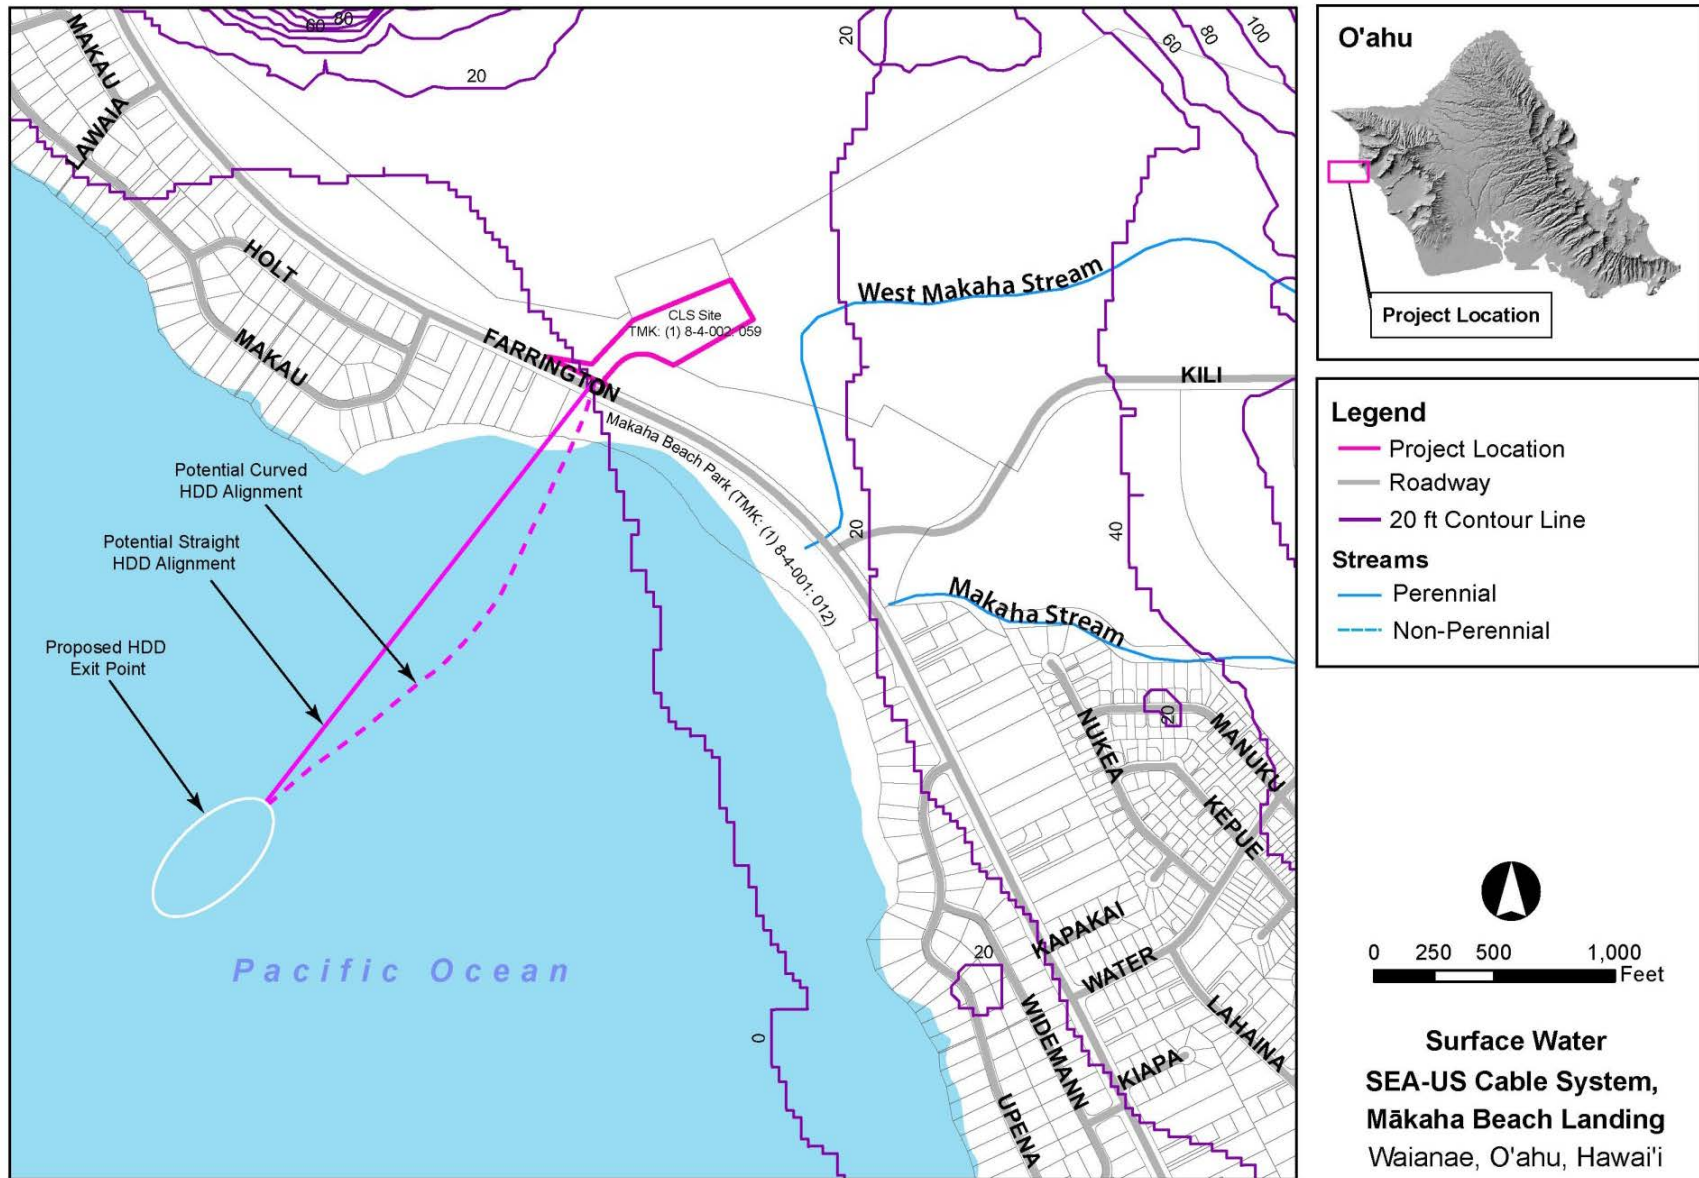 60
80
20
20
60
80
100
MAKAU
LAWAIA
HOLT
MAKAU
FARRINGTON
CLS Site
TMK: (1) 8-4-002: 059
West Makaha Stream
KILI
Makaha Beach Park (TMK: (1) 8-4-001: 012)
20
40
Makaha Stream
Potential Curved
HDD Alignment
Potential Straight
HDD Alignment
Proposed HDD
Exit Point
NUKEA
20
MANUKU
KEPUE
KAPAKAI
WATER
LAHAINA
20
WIDEMANN
KIAPA
UPENA
0
Pacific Ocean
O'ahu
Project Location
Legend
Project Location
Roadway
20 ft Contour Line
Streams
Perennial
Non-Perennial
0 250 500 1,000
Feet
Surface Water
SEA-US Cable System,
Mākaha Beach Landing
Waianae, O'ahu, Hawai'i